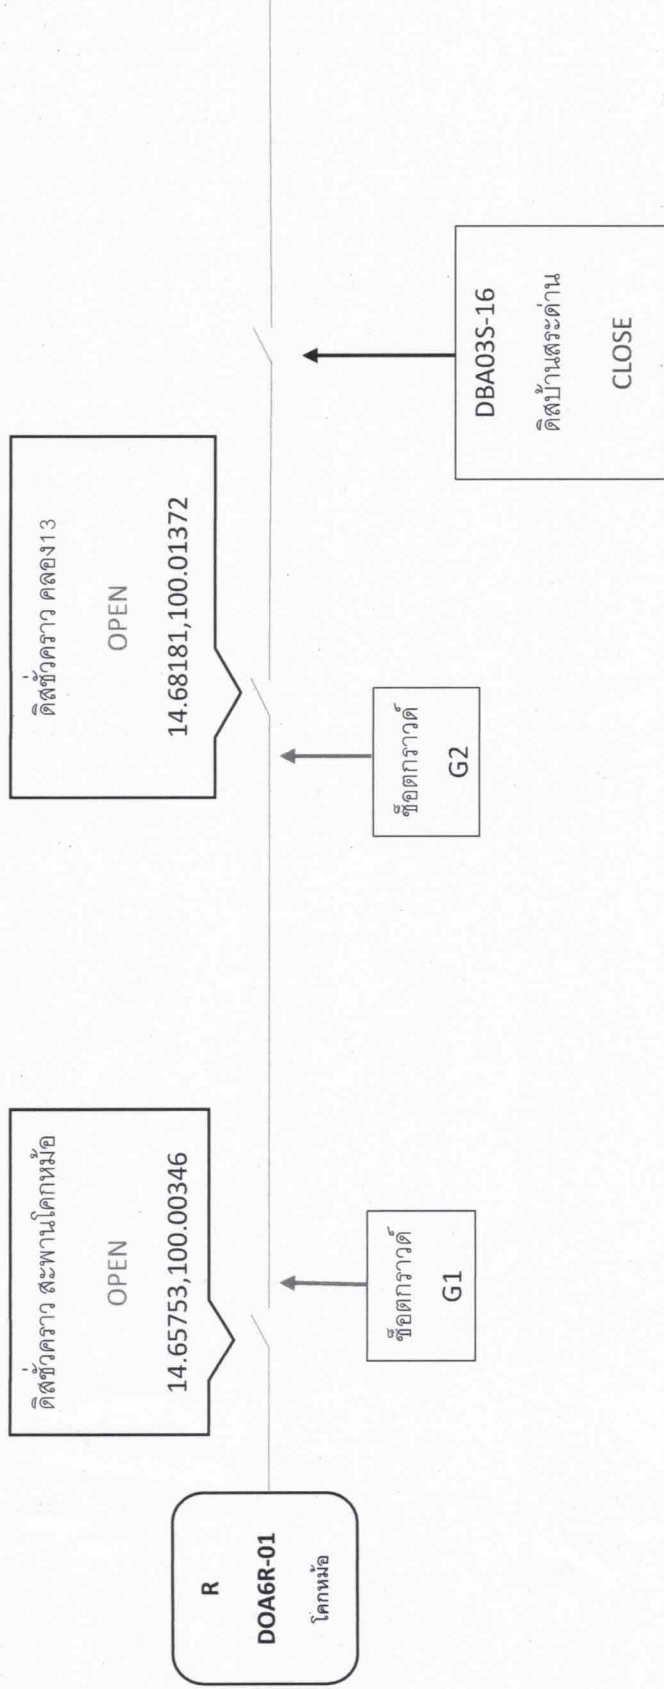 R
DOA6R-01
โคกหม้อ
ดิสชั่วคราว สะพานโคกหม้อ
OPEN
14.65753,100.00346
ช็อตกราวด์
G1
ดิสชั่วคราว คลอง13
OPEN
14.68181,100.01372
ช็อตกราวด์
G2
DBA03S-16
ดิสบ้านสระด่าน
CLOSE